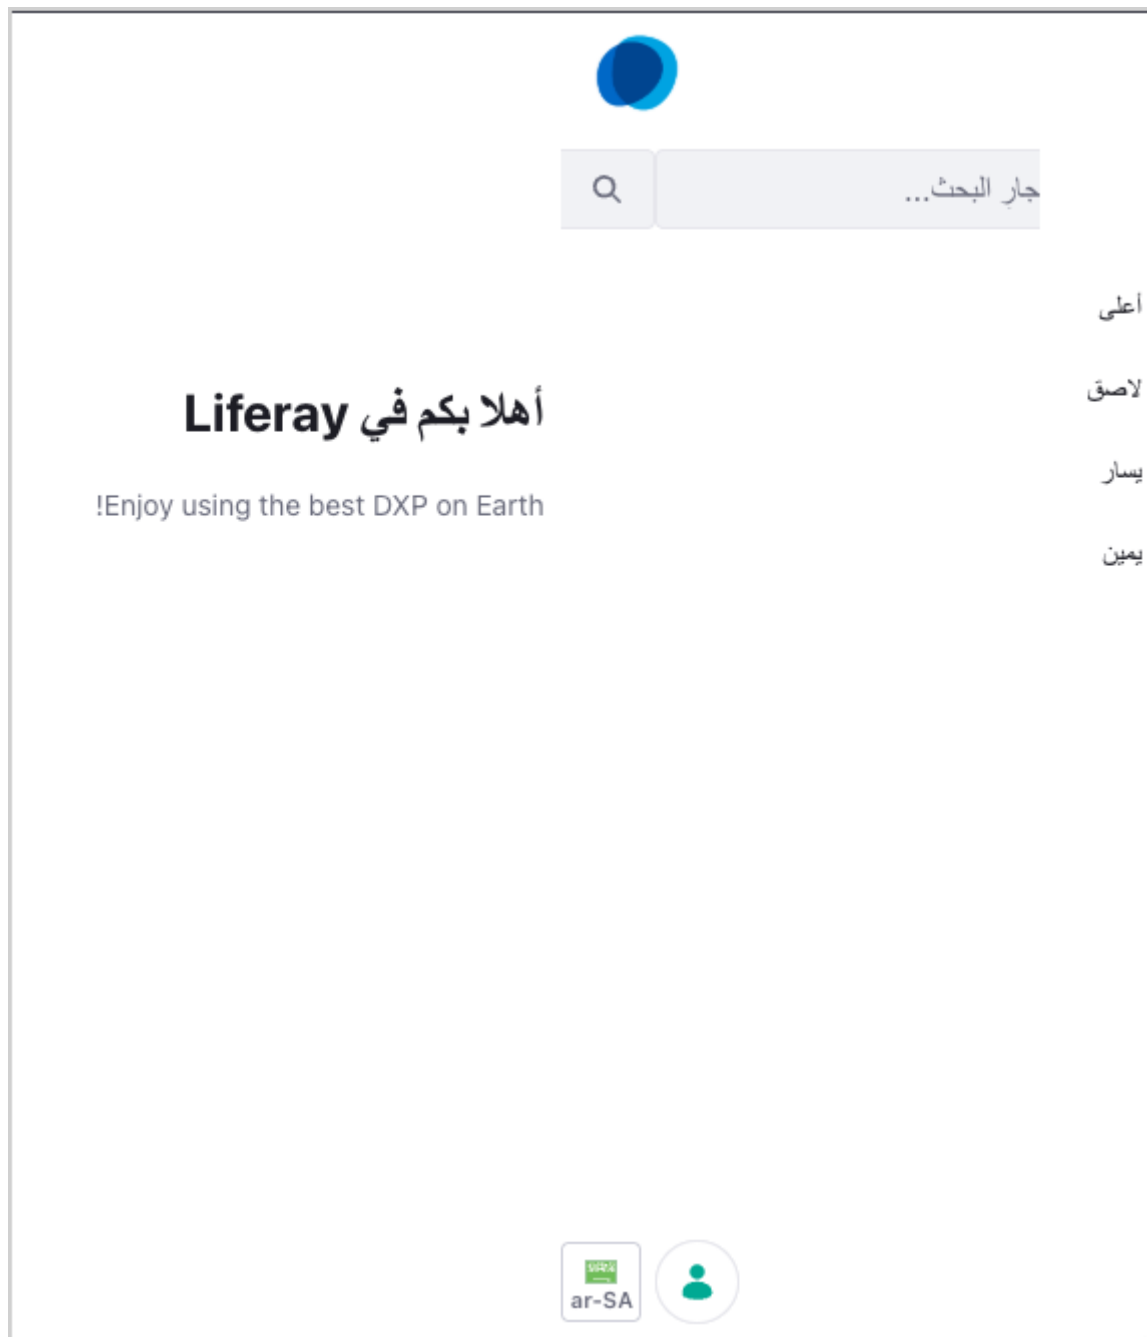 جارِ البحث...
أعلى
لاصق
يسار
يمين
أهلا بكم في Liferay
!Enjoy using the best DXP on Earth
ar-SA